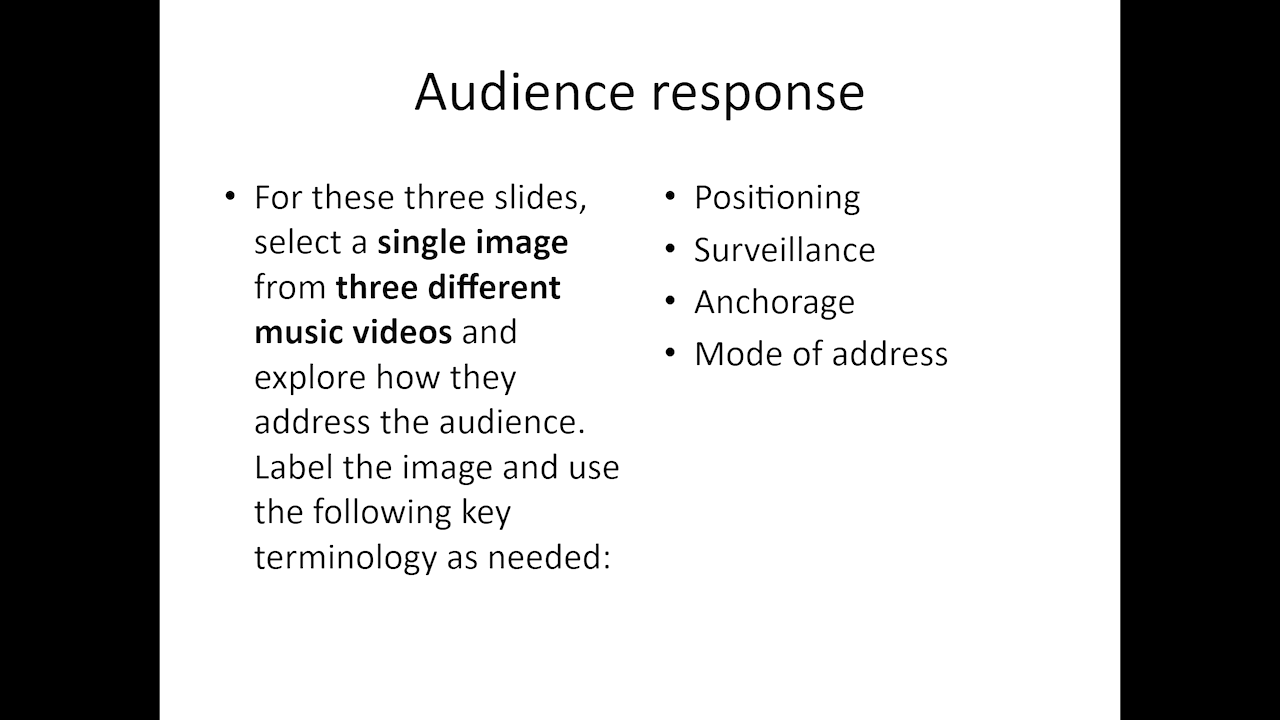 Audience response
• For these three slides,
select a single image
from three different
music videos and
explore how they
address the audience.
Label the image and use
the following key
terminology as needed:
• Positioning
• Surveillance
• Anchorage
• Mode of address